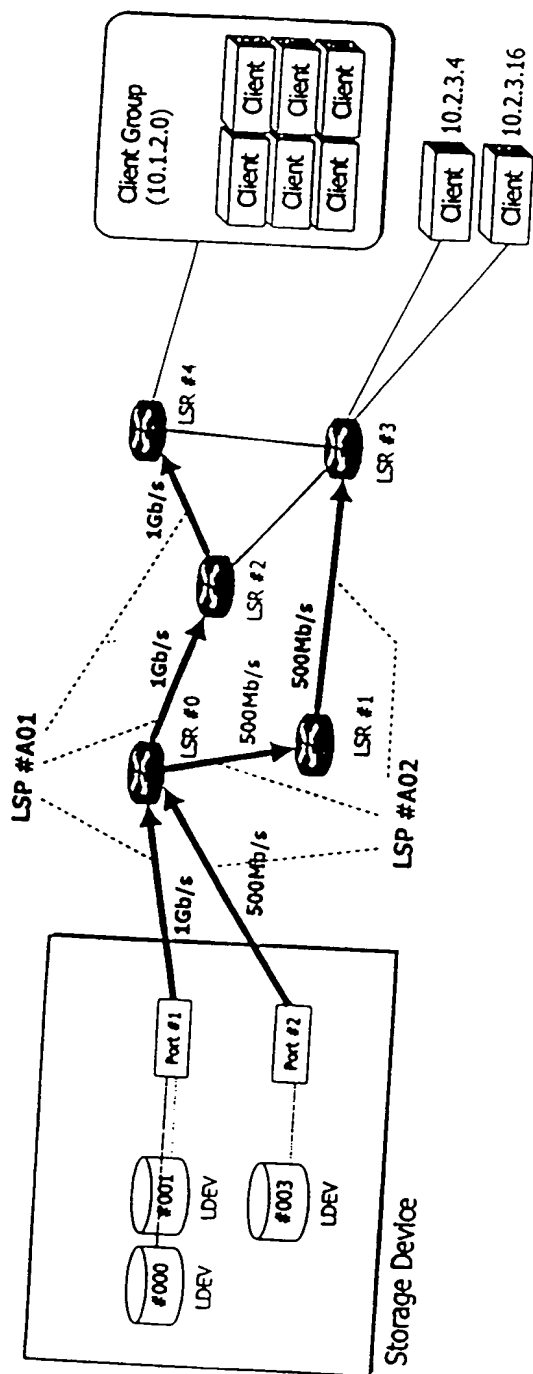 Storage Device
#000
#001
LDEV
LDEV
#003
LDEV
Port #1
Port #2
LSP #A01
LSP #A02
1Gb/s
500Mb/s
LSR #0
1Gb/s
500Mb/s
LSR #1
LSR #2
1Gb/s
500Mb/s
LSR #4
LSR #3
Client Group
(10.1.2.0)
Client
Client
Client
Client
Client
Client
Client
10.2.3.4
Client
10.2.3.16